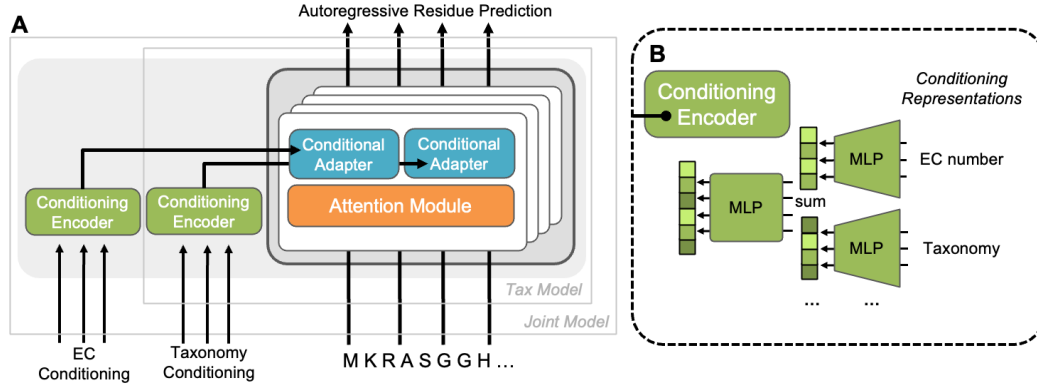 A
Autoregressive Residue Prediction
Conditional
Adapter
Conditional
Adapter
Attention Module
Conditioning
Encoder
Conditioning
Encoder
Tax Model
Joint Model
EC
Conditioning
Taxonomy
Conditioning
M K R A S G G H ...
B
Conditioning
Encoder
Conditioning
Representations
MLP
EC number
MLP
sum
MLP
Taxonomy
...
...